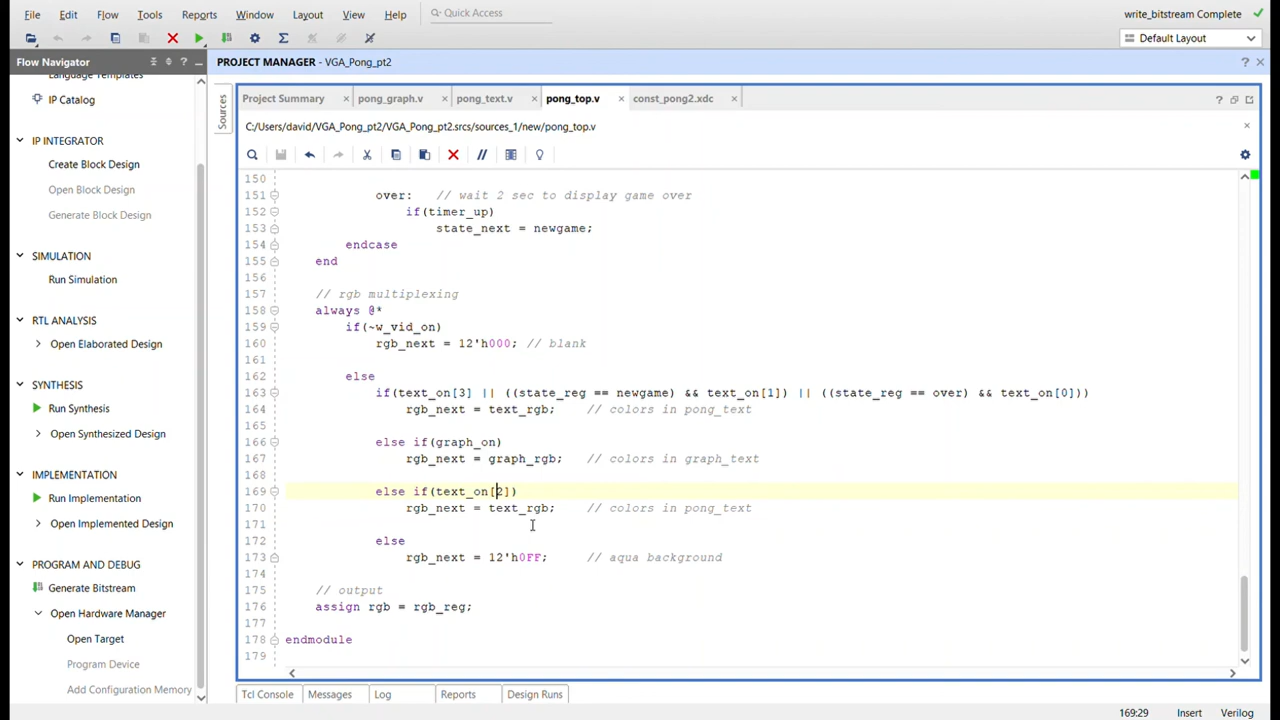 File Edit Flow Tools Reports Window Layout View Help Quick Access write_bitstream Complete
Default Layout
Flow Navigator ? _ PROJECT MANAGER - VGA_Pong_pt2 ? ×
Language Templates
IP Catalog
IP INTEGRATOR
Create Block Design
Open Block Design
Generate Block Design
SIMULATION
Run Simulation
RTL ANALYSIS
Open Elaborated Design
SYNTHESIS
Run Synthesis
Open Synthesized Design
IMPLEMENTATION
Run Implementation
Open Implemented Design
PROGRAM AND DEBUG
Generate Bitstream
Open Hardware Manager
Open Target
Program Device
Add Configuration Memory
Sources
Project Summary × pong_graph.v × pong_text.v × pong_top.v × const_pong2.xdc ×
C:/Users/david/VGA_Pong_pt2/VGA_Pong_pt2.srcs/sources_1/new/pong_top.v
150
151 over: // wait 2 sec to display game over
152 if(timer_up)
153 state_next = newgame;
154 endcase
155 end
156
157 // rgb multiplexing
158 always @*
159 if(~w_vid_on)
160 rgb_next = 12'h000; // blank
161
162 else
163 if(text_on[3] || ((state_reg == newgame) && text_on[1]) || ((state_reg == over) && text_on[0]))
164 rgb_next = text_rgb; // colors in pong_text
165
166 else if(graph_on)
167 rgb_next = graph_rgb; // colors in graph_text
168
169 else if(text_on[2])
170 rgb_next = text_rgb; // colors in pong_text
171
172 else
173 rgb_next = 12'h0FF; // aqua background
174
175 // output
176 assign rgb = rgb_reg;
177
178 endmodule
179
Tcl Console Messages Log Reports Design Runs
169:29 Insert Verilog